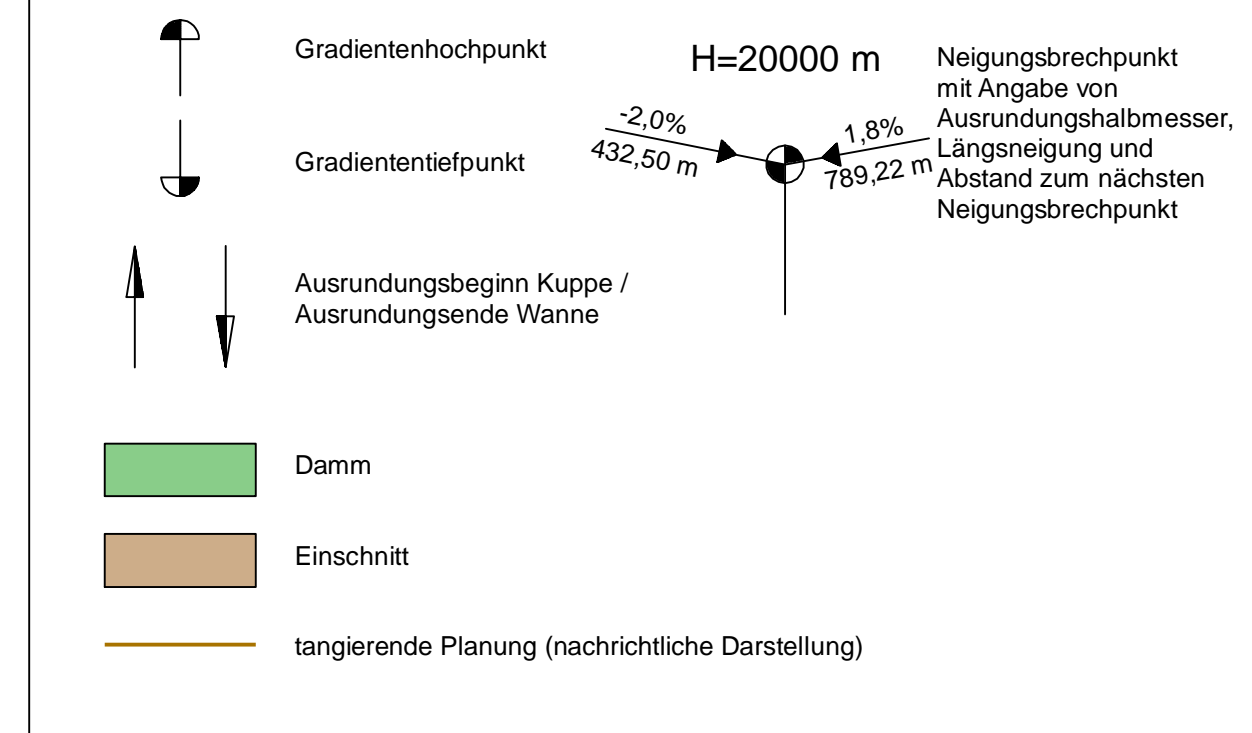 Gradientenhochpunkt
Gradiententiefpunkt
Ausrundungsbeginn Kuppe /
Ausrundungsende Wanne
Damm
Einschnitt
tangierende Planung (nachrichtliche Darstellung)
H=20000 m
-2,0%
432,50 m
1,8%
789,22 m
Neigungsbrechpunkt
mit Angabe von
Ausrundungshalbmesser,
Längsneigung und
Abstand zum nächsten
Neigungsbrechpunkt